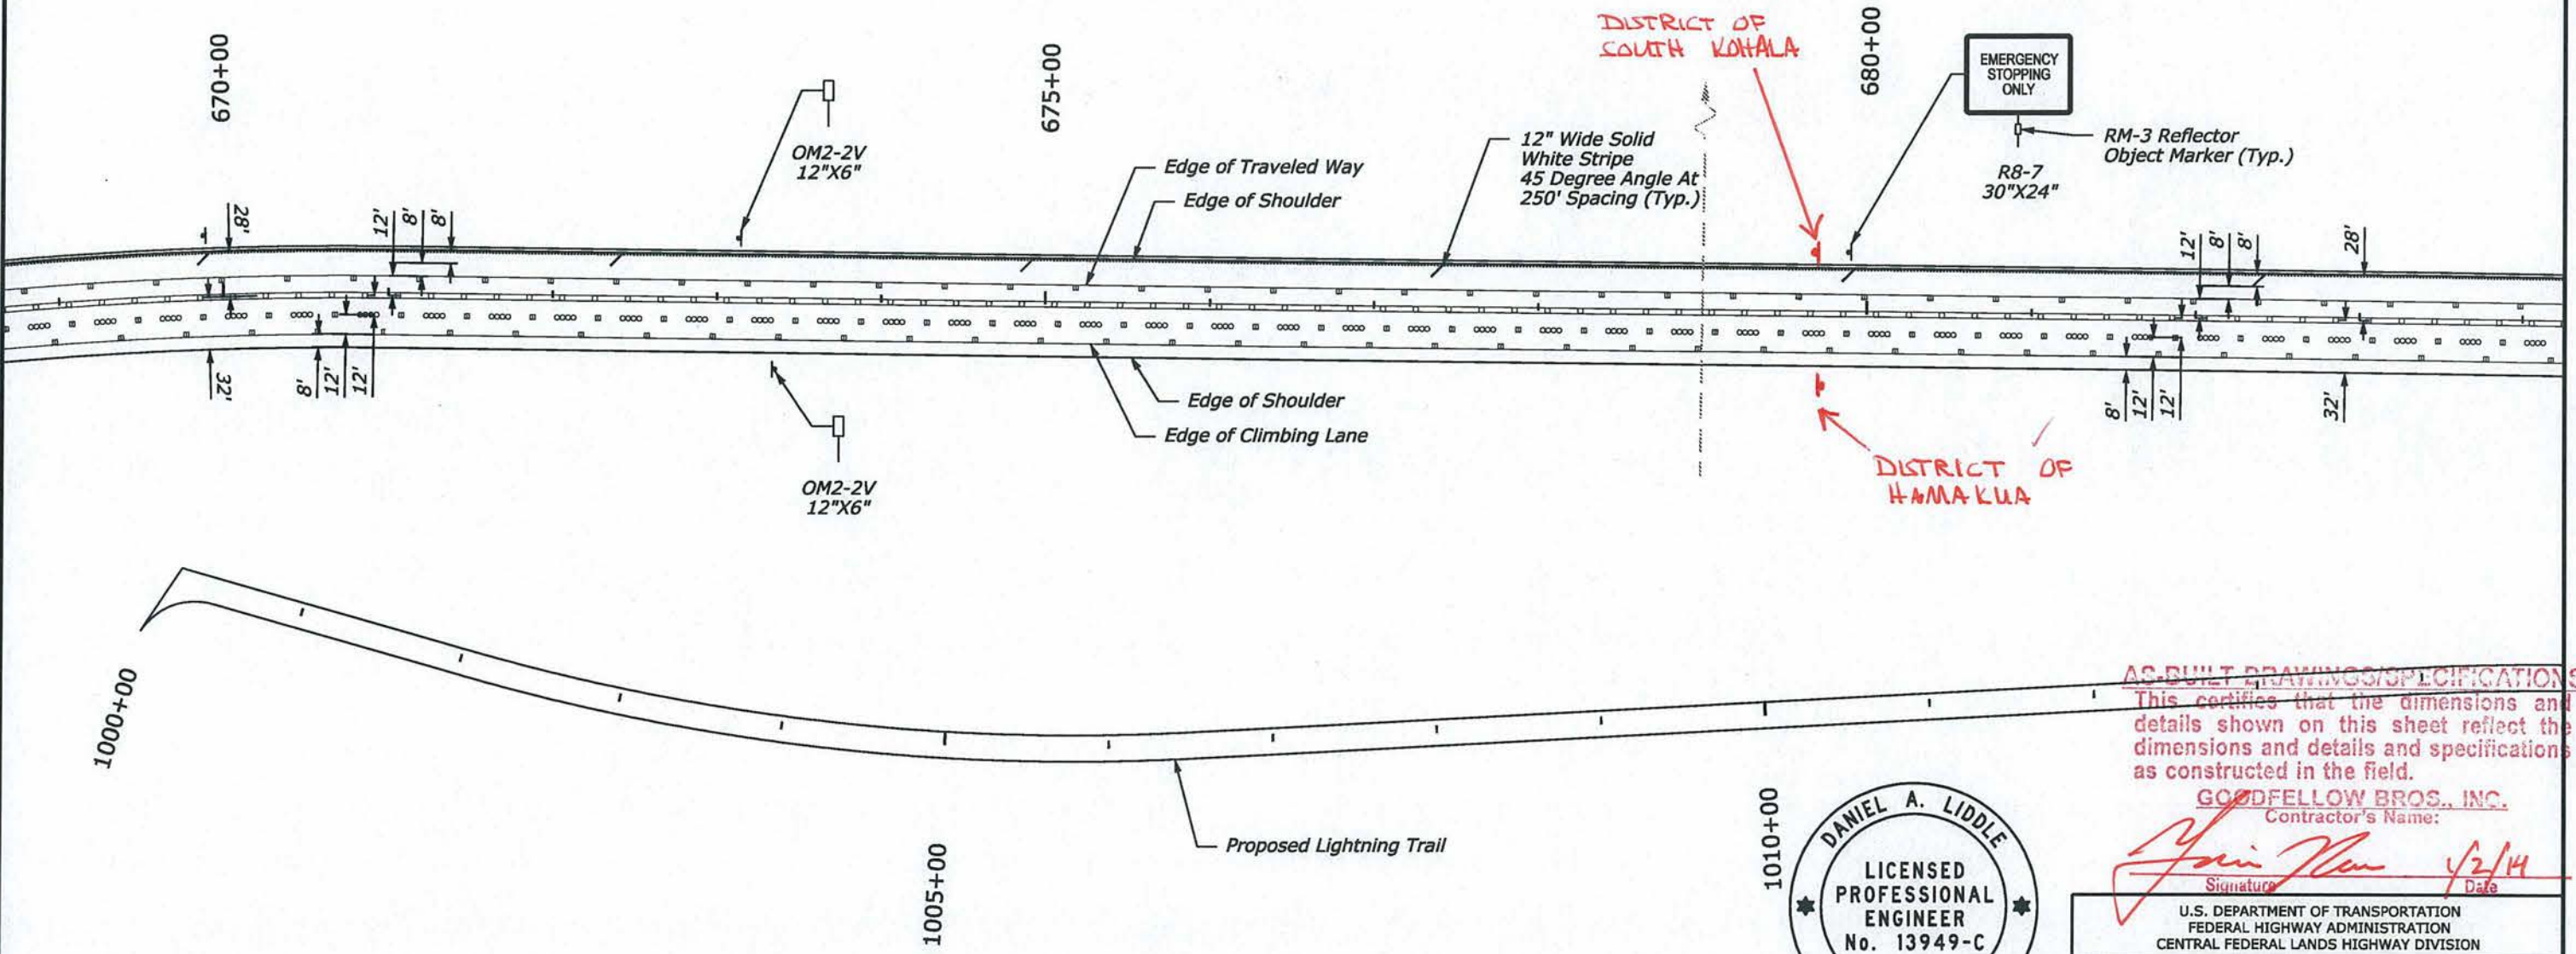 670+00
675+00
680+00
DISTRICT OF
SOUTH KOHALA
EMERGENCY
STOPPING
ONLY
RM-3 Reflector
Object Marker (Typ.)
R8-7
30"X24"
OM2-2V
12"X6"
Edge of Traveled Way
Edge of Shoulder
12" Wide Solid
White Stripe
45 Degree Angle At
250' Spacing (Typ.)
28'
12'
8'
8'
12'
8'
8'
28'
32'
8'
12'
12'
8'
12'
12'
32'
Edge of Shoulder
Edge of Climbing Lane
OM2-2V
12"X6"
DISTRICT OF
HAMAKUA
1000+00
1005+00
1010+00
Proposed Lightning Trail
DANIEL A. LIDDLE
LICENSED
PROFESSIONAL
ENGINEER
No. 13949-C
AS-BUILT DRAWINGS/SPECIFICATIONS
This certifies that the dimensions and
details shown on this sheet reflect the
dimensions and details and specifications
as constructed in the field.
GOODFELLOW BROS., INC.
Contractor's Name:
1/2/14
Signature
Date
U.S. DEPARTMENT OF TRANSPORTATION
FEDERAL HIGHWAY ADMINISTRATION
CENTRAL FEDERAL LANDS HIGHWAY DIVISION